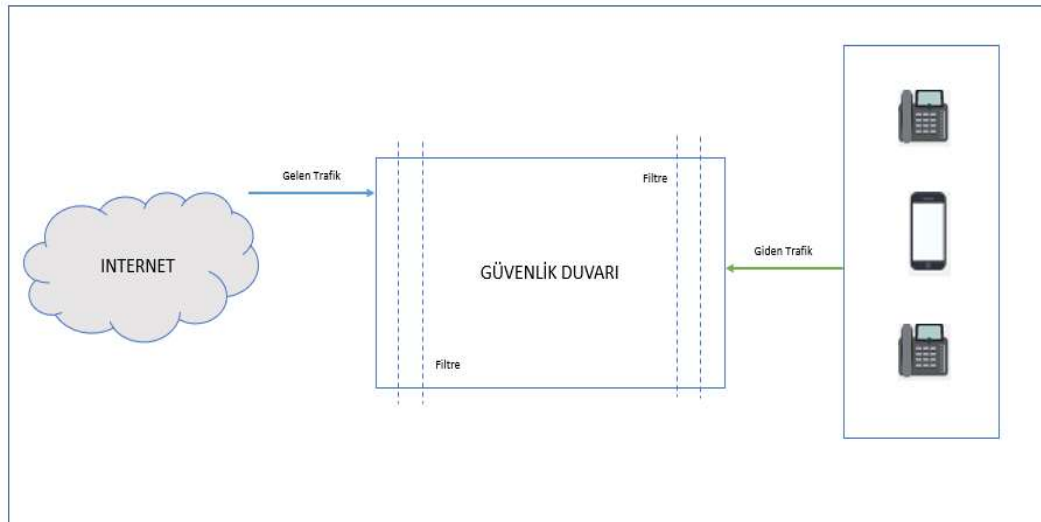 Gelen Trafik
Filtre
INTERNET
GÜVENLİK DUVARI
Giden Trafik
Filtre